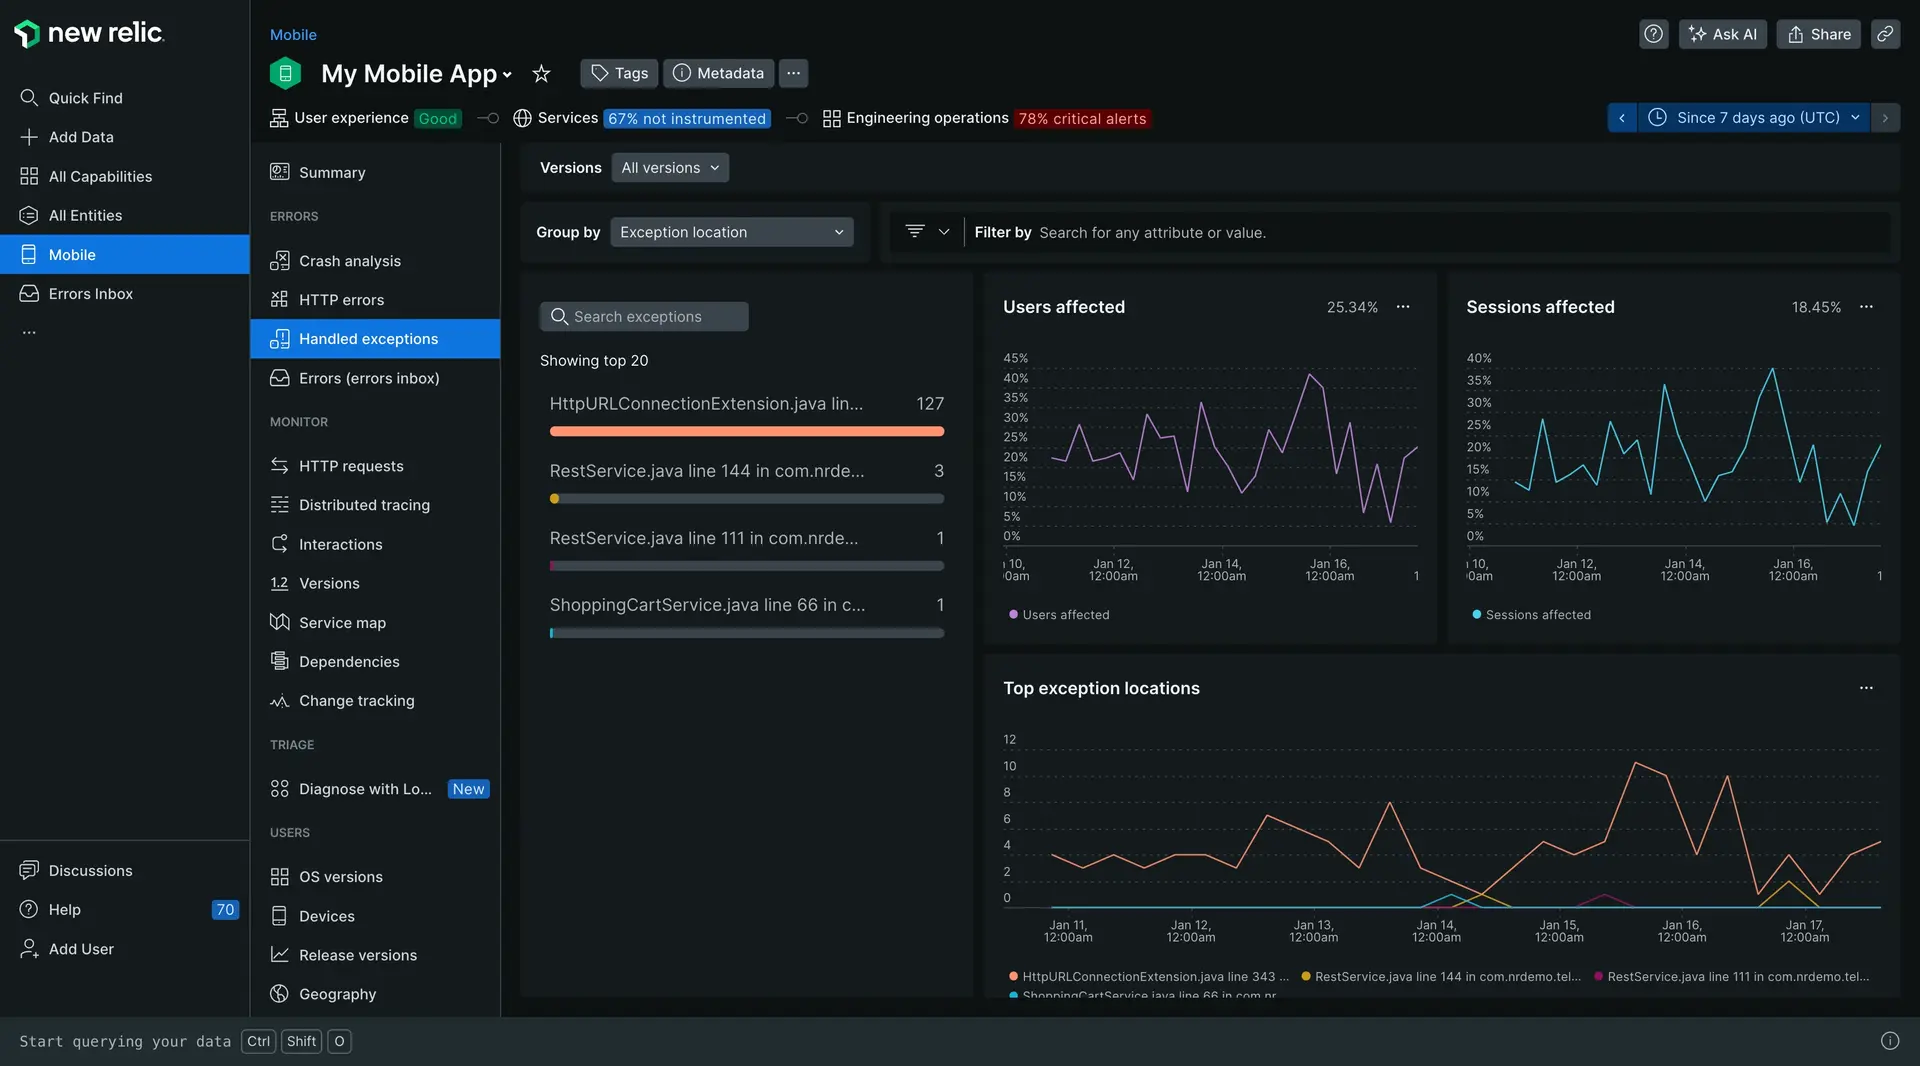 new relic
Quick Find
Add Data
All Capabilities
All Entities
Mobile
Errors Inbox
...
Discussions
Help 70
Add User
Mobile
My Mobile App
Tags
Metadata
...
Ask AI
Share
User experience Good
Services 67% not instrumented
Engineering operations 78% critical alerts
Since 7 days ago (UTC)
Summary
ERRORS
Crash analysis
HTTP errors
Handled exceptions
Errors (errors inbox)
MONITOR
HTTP requests
Distributed tracing
Interactions
1.2 Versions
Service map
Dependencies
Change tracking
TRIAGE
Diagnose with Lo... New
USERS
OS versions
Devices
Release versions
Geography
Versions All versions
Group by Exception location
Filter by Search for any attribute or value.
Search exceptions
Showing top 20
HttpURLConnectionExtension.java lin... 127
RestService.java line 144 in com.nrde... 3
RestService.java line 111 in com.nrde... 1
ShoppingCartService.java line 66 in c... 1
Users affected 25.34% ...
45%
40%
35%
30%
25%
20%
15%
10%
5%
0%
10, Jan 12, Jan 14, Jan 16,
0am 12:00am 12:00am 12:00am 1
Users affected
Sessions affected 18.45% ...
40%
35%
30%
25%
20%
15%
10%
5%
0%
10, Jan 12, Jan 14, Jan 16,
0am 12:00am 12:00am 12:00am 1
Sessions affected
Top exception locations ...
12
10
8
6
4
2
0
Jan 11, Jan 12, Jan 13, Jan 14, Jan 15, Jan 16, Jan 17,
12:00am 12:00am 12:00am 12:00am 12:00am 12:00am 12:00am
HttpURLConnectionExtension.java line 343 ... RestService.java line 144 in com.nrdemo.tel... RestService.java line 111 in com.nrdemo.tel...
ShoppingCartService.java line 66 in com.nr
Start querying your data Ctrl Shift O